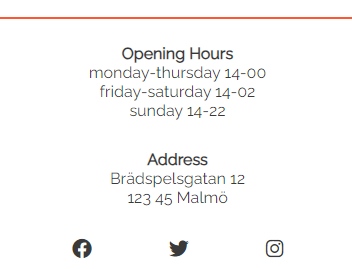 Opening Hours
monday-thursday 14-00
friday-saturday 14-02
sunday 14-22
Address
Brädspelsgatan 12
123 45 Malmö